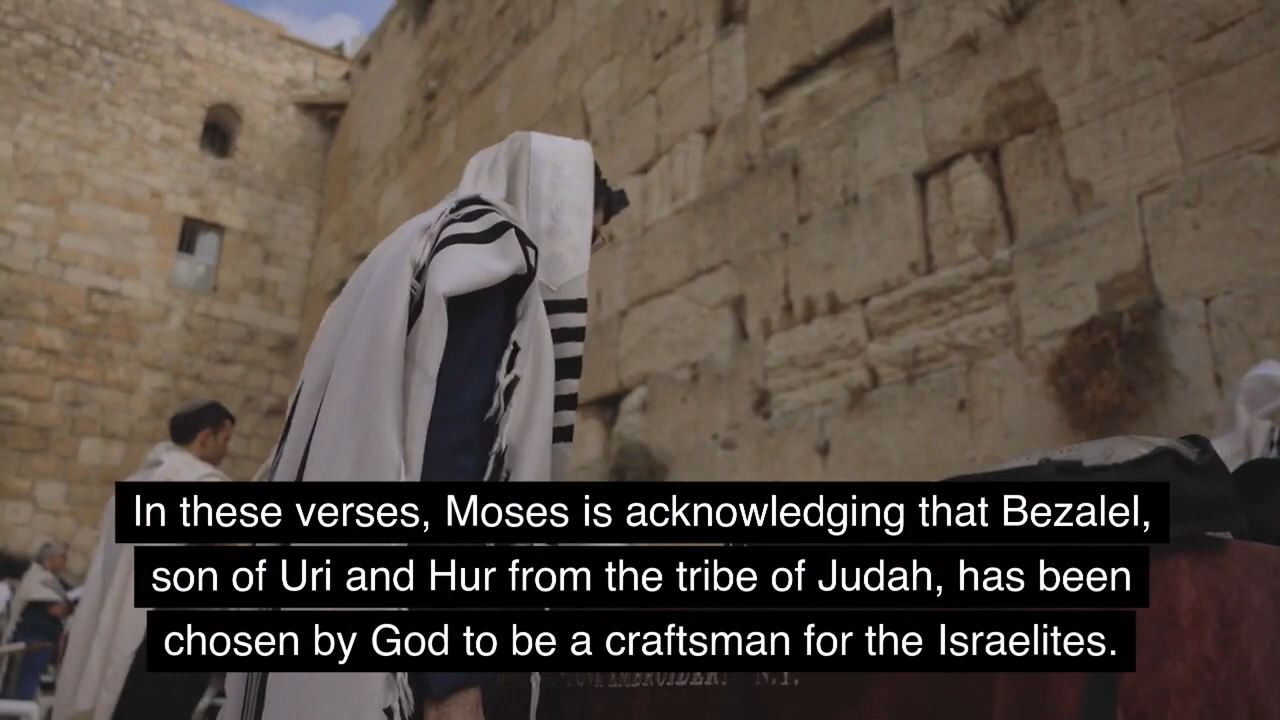 In these verses, Moses is acknowledging that Bezalel,
son of Uri and Hur from the tribe of Judah, has been
chosen by God to be a craftsman for the Israelites.
N.Y.